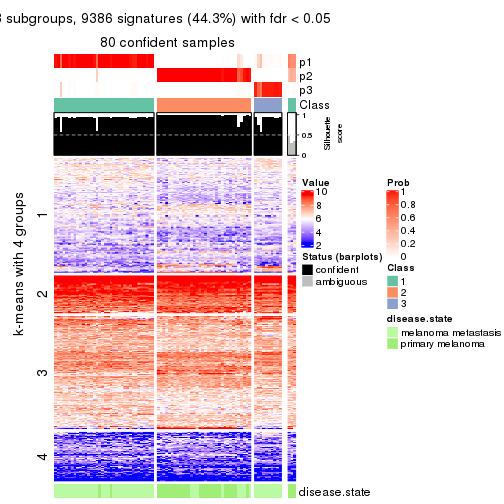 3 subgroups, 9386 signatures (44.3%) with fdr < 0.05
80 confident samples
p1
p2
p3
Class
1
0.5
0
Silhouette
score
k-means with 4 groups
1
2
3
4
disease.state
Value
10
8
6
4
2
Status (barplots)
confident
ambiguous
Prob
1
0.8
0.6
0.4
0.2
0
Class
1
2
3
disease.state
melanoma metastasis
primary melanoma